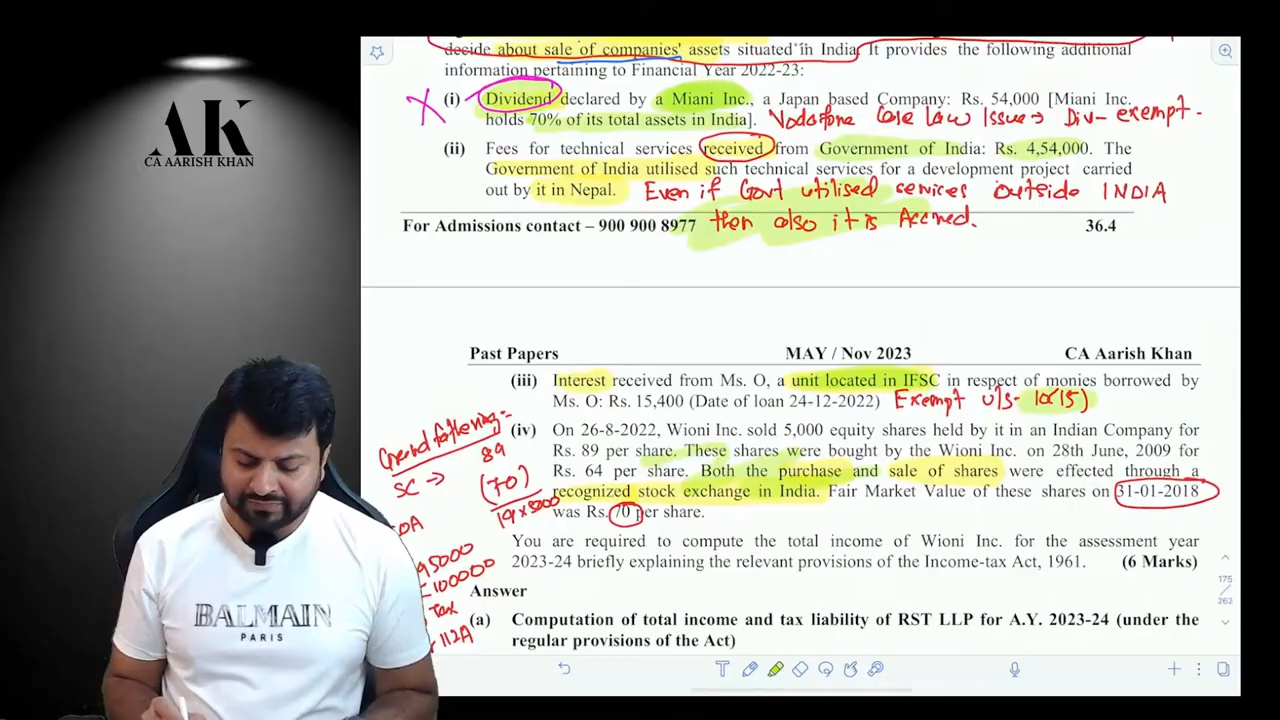 AK
CA AARISH KHAN
BALMAIN
PARIS
decide about sale of companies' assets situated in India. It provides the following additional
information pertaining to Financial Year 2022-23:
X (i) Dividend declared by a Miani Inc., a Japan based Company: Rs. 54,000 [Miani Inc.
holds 70% of its total assets in India]. Vodafone Case Law Issue → Div- exempt -
(ii) Fees for technical services received from Government of India: Rs. 4,54,000. The
Government of India utilised such technical services for a development project carried
out by it in Nepal. Even if Govt utilised services outside INDIA
then also it is Accrued.
For Admissions contact – 900 900 8977
36.4
Past Papers MAY / Nov 2023 CA Aarish Khan
(iii) Interest received from Ms. O, a unit located in IFSC in respect of monies borrowed by
Ms. O: Rs. 15,400 (Date of loan 24-12-2022) Exempt u/s- 10(15)
(iv) On 26-8-2022, Wioni Inc. sold 5,000 equity shares held by it in an Indian Company for
Rs. 89 per share. These shares were bought by the Wioni Inc. on 28th June, 2009 for
Rs. 64 per share. Both the purchase and sale of shares were effected through a
recognized stock exchange in India. Fair Market Value of these shares on 31-01-2018
was Rs. 70 per share.
Grand fathering:-
SC → 89
(70)
19 x 5000
95000
100000
Tax
112A
You are required to compute the total income of Wioni Inc. for the assessment year
2023-24 briefly explaining the relevant provisions of the Income-tax Act, 1961. (6 Marks)
Answer
(a) Computation of total income and tax liability of RST LLP for A.Y. 2023-24 (under the
regular provisions of the Act)
175
262